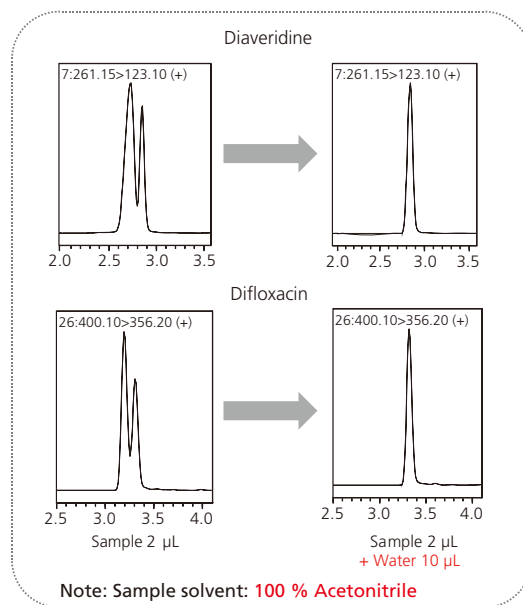 Diaveridine
7:261.15>123.10 (+)
7:261.15>123.10 (+)
2.0 2.5 3.0 3.5
2.0 2.5 3.0 3.5
Difloxacin
26:400.10>356.20 (+)
26:400.10>356.20 (+)
2.5 3.0 3.5 4.0
2.5 3.0 3.5 4.0
Sample 2 µL
Sample 2 µL
+ Water 10 µL
Note: Sample solvent: 100 % Acetonitrile